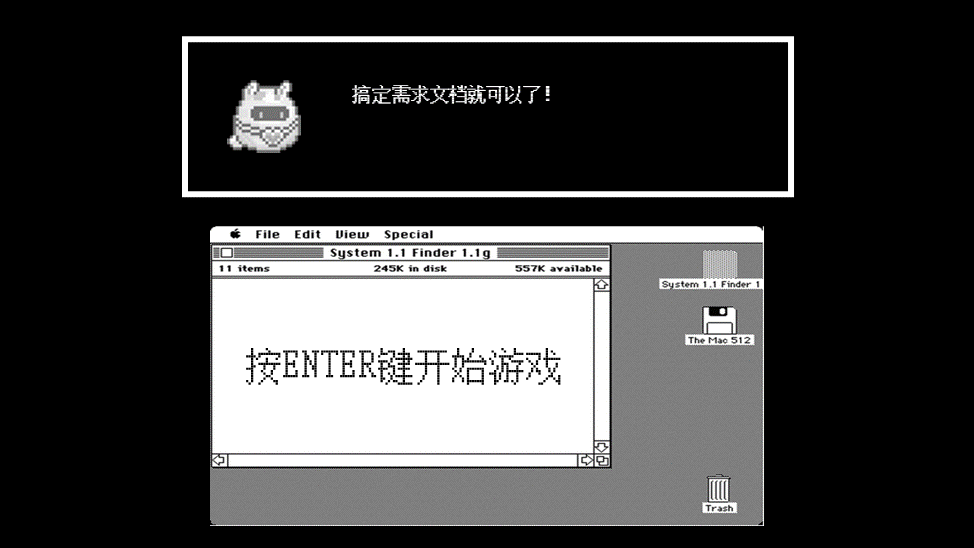 搞定需求文档就可以了!
File Edit View Special
System 1.1 Finder 1.1g
11 items 245K in disk 557K available
System 1.1 Finder 1
The Mac 512
按ENTER键开始游戏
Trash